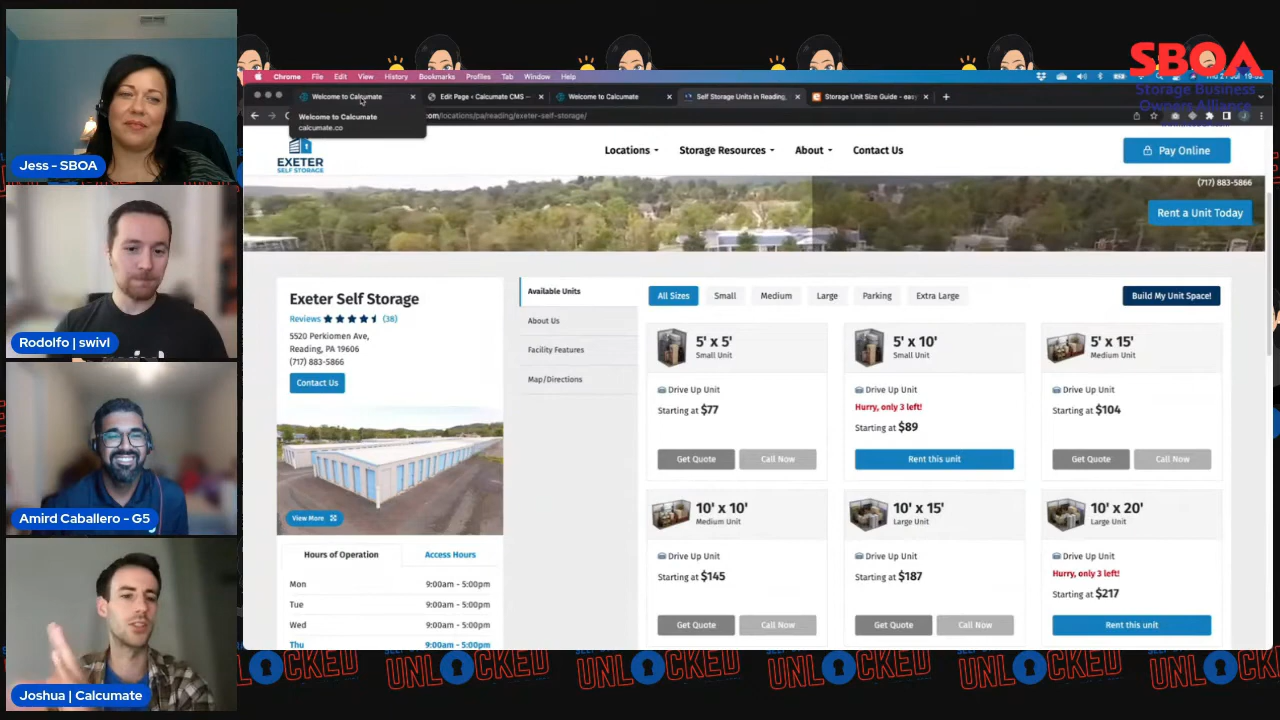 Jess - SBOA
Rodolfo | swivl
Amird Caballero - G5
Joshua | Calcumate
SBOA
Storage Business
Owners Alliance
Chrome File Edit View History Bookmarks Profiles Tab Window Help
Welcome to Calcumate
Edit Page ‹ Calcumate CMS —
Welcome to Calcumate
Self Storage Units in Reading,
Storage Unit Size Guide - easy
Welcome to Calcumate
calcumate.co
com/locations/pa/reading/exeter-self-storage/
EXETER
SELF STORAGE
Locations
Storage Resources
About
Contact Us
Pay Online
(717) 883-5866
Rent a Unit Today
Exeter Self Storage
Reviews (38)
5520 Perkiomen Ave,
Reading, PA 19606
(717) 883-5866
Contact Us
View More
Hours of Operation
Access Hours
Mon 9:00am - 5:00pm
Tue 9:00am - 5:00pm
Wed 9:00am - 5:00pm
Thu 9:00am - 5:00pm
Available Units
About Us
Facility Features
Map/Directions
All Sizes
Small
Medium
Large
Parking
Extra Large
Build My Unit Space!
5' x 5'
Small Unit
Drive Up Unit
Starting at $77
Get Quote
Call Now
5' x 10'
Small Unit
Drive Up Unit
Hurry, only 3 left!
Starting at $89
Rent this unit
5' x 15'
Medium Unit
Drive Up Unit
Starting at $104
Get Quote
Call Now
10' x 10'
Medium Unit
Drive Up Unit
Starting at $145
Get Quote
Call Now
10' x 15'
Large Unit
Drive Up Unit
Starting at $187
Get Quote
Call Now
10' x 20'
Large Unit
Drive Up Unit
Hurry, only 3 left!
Starting at $217
Rent this unit
UNLOCKED
UNLOCKED
UNLOCKED